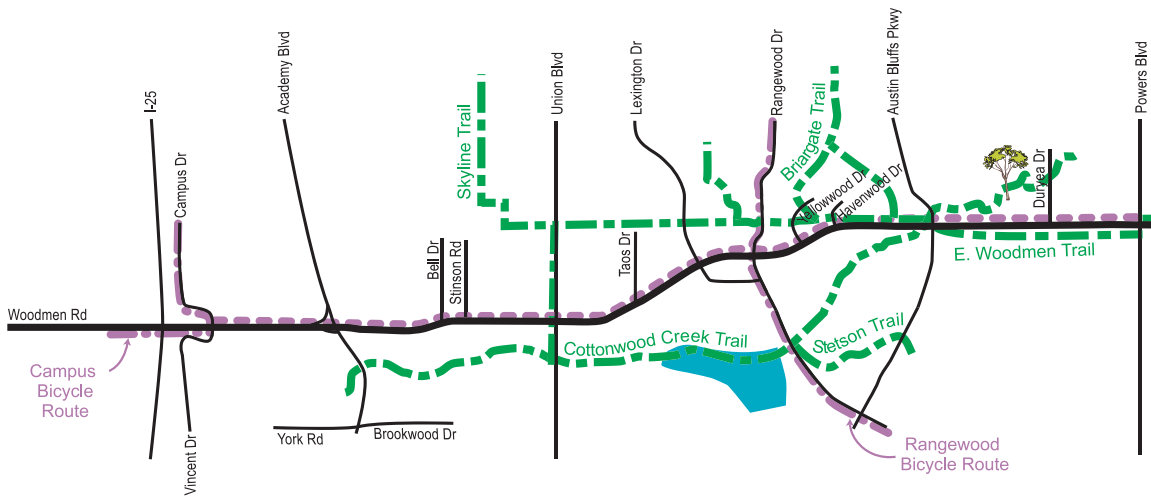 I-25
Campus Dr
Academy Blvd
Skyline Trail
Union Blvd
Lexington Dr
Rangewood Dr
Briargate Trail
Austin Bluffs Pkwy
Powers Blvd
Yellowwood Dr
Havenwood Dr
Duryea Dr
Bell Dr
Stinson Rd
Taos Dr
E. Woodmen Trail
Woodmen Rd
Cottonwood Creek Trail
Stetson Trail
Campus
Bicycle
Route
Vincent Dr
York Rd
Brookwood Dr
Rangewood
Bicycle Route